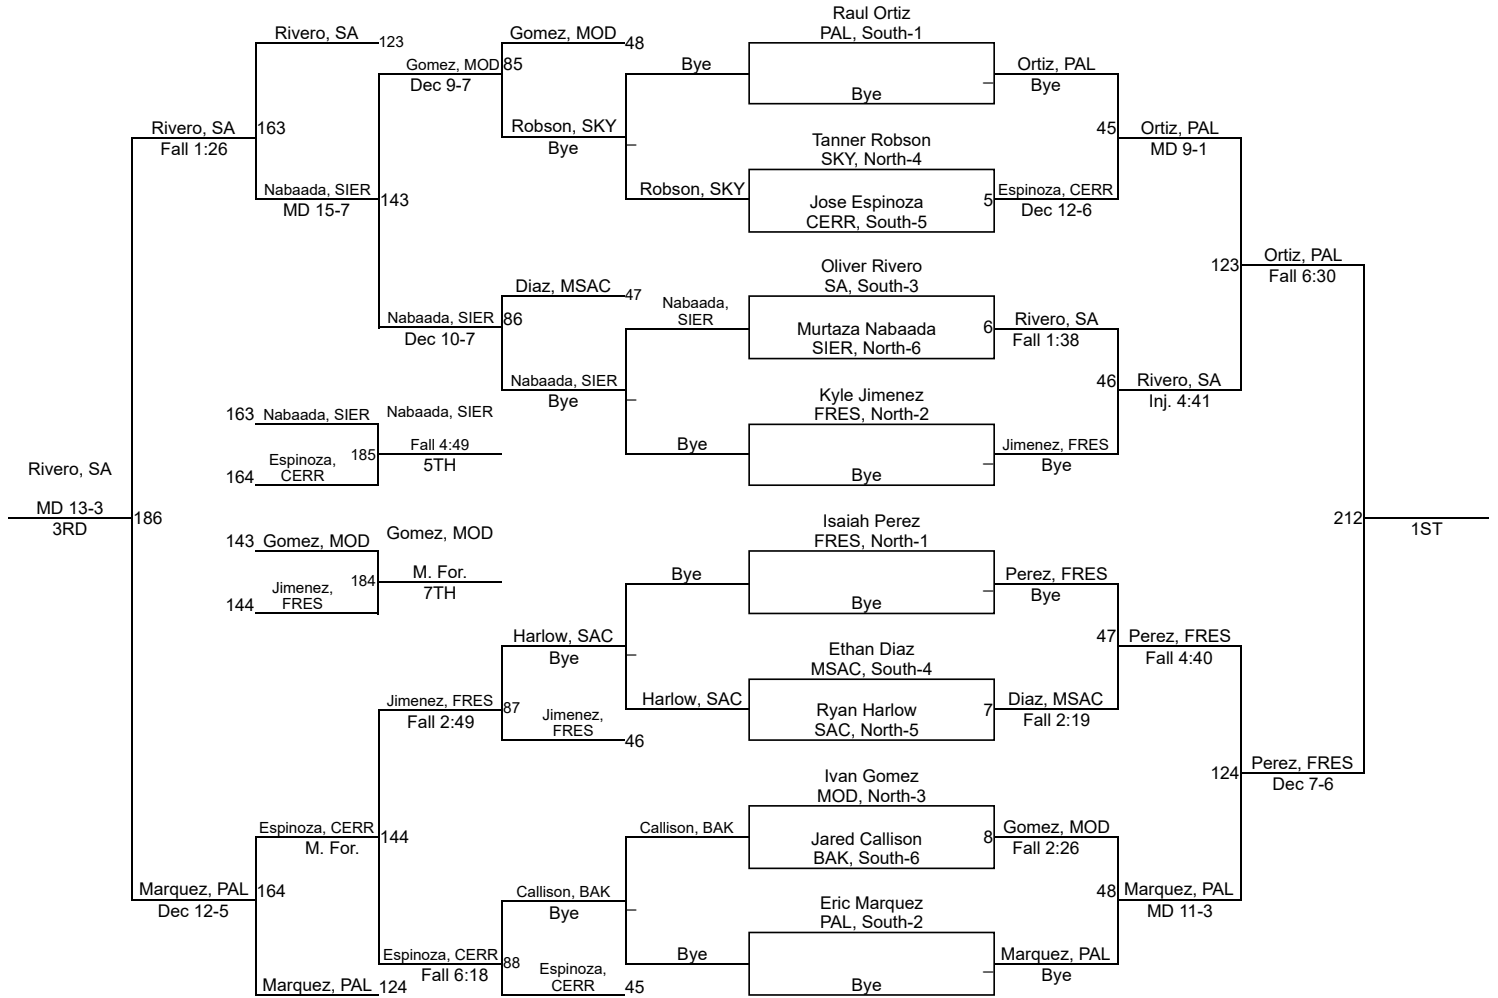 Raul Ortiz
PAL, South-1
Bye
Tanner Robson
SKY, North-4
Jose Espinoza
CERR, South-5
5
Oliver Rivero
SA, South-3
Murtaza Nabaada
SIER, North-6
6
Kyle Jimenez
FRES, North-2
Bye
Isaiah Perez
FRES, North-1
Bye
Ethan Diaz
MSAC, South-4
Ryan Harlow
SAC, North-5
7
Ivan Gomez
MOD, North-3
Jared Callison
BAK, South-6
8
Eric Marquez
PAL, South-2
Bye
Ortiz, PAL
Bye
45
Espinoza, CERR
Dec 12-6
Rivero, SA
Fall 1:38
46
Jimenez, FRES
Bye
Perez, FRES
Bye
47
Diaz, MSAC
Fall 2:19
Gomez, MOD
Fall 2:26
48
Marquez, PAL
Bye
Ortiz, PAL
MD 9-1
123
Rivero, SA
Inj. 4:41
Perez, FRES
Fall 4:40
124
Marquez, PAL
MD 11-3
Ortiz, PAL
Fall 6:30
212
Perez, FRES
Dec 7-6
1ST
Bye
Robson, SKY
Nabaada,
SIER
Bye
Bye
Harlow, SAC
Callison, BAK
Bye
Gomez, MOD
48
85
Robson, SKY
Bye
Diaz, MSAC
47
86
Nabaada, SIER
Bye
Harlow, SAC
Bye
87
Jimenez,
FRES
46
Callison, BAK
Bye
88
Espinoza,
CERR
45
Gomez, MOD
Dec 9-7
143
Nabaada, SIER
Dec 10-7
Jimenez, FRES
Fall 2:49
144
Espinoza, CERR
Fall 6:18
Rivero, SA
123
163
Nabaada, SIER
MD 15-7
Espinoza, CERR
M. For.
164
Marquez, PAL
124
163
Nabaada, SIER
Nabaada, SIER
185
Fall 4:49
5TH
164
Espinoza,
CERR
143
Gomez, MOD
Gomez, MOD
184
M. For.
7TH
144
Jimenez,
FRES
Rivero, SA
Fall 1:26
186
Marquez, PAL
Dec 12-5
Rivero, SA
MD 13-3
3RD